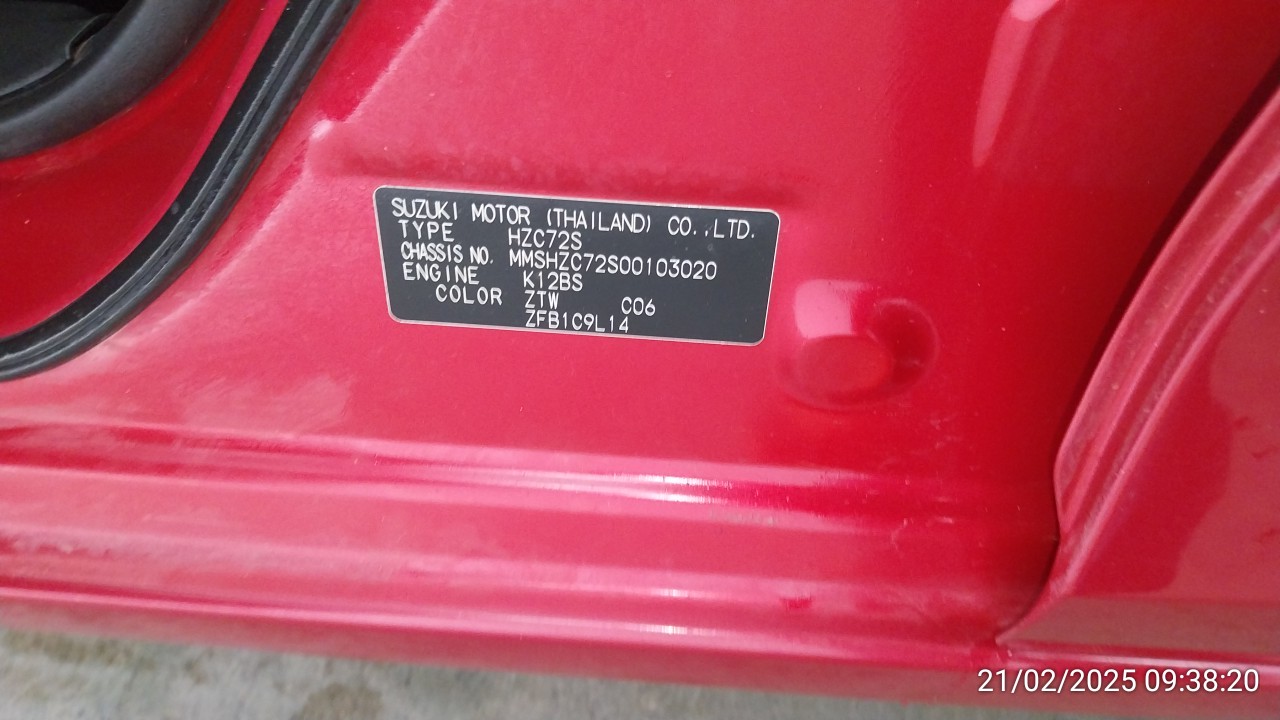 SUZUKI MOTOR (THAILAND) CO.,LTD.
TYPE HZC72S
CHASSIS NO. MMSHZC72S00103020
ENGINE K12BS
COLOR ZTW C06
ZFB1C9L14
21/02/2025 09:38:20